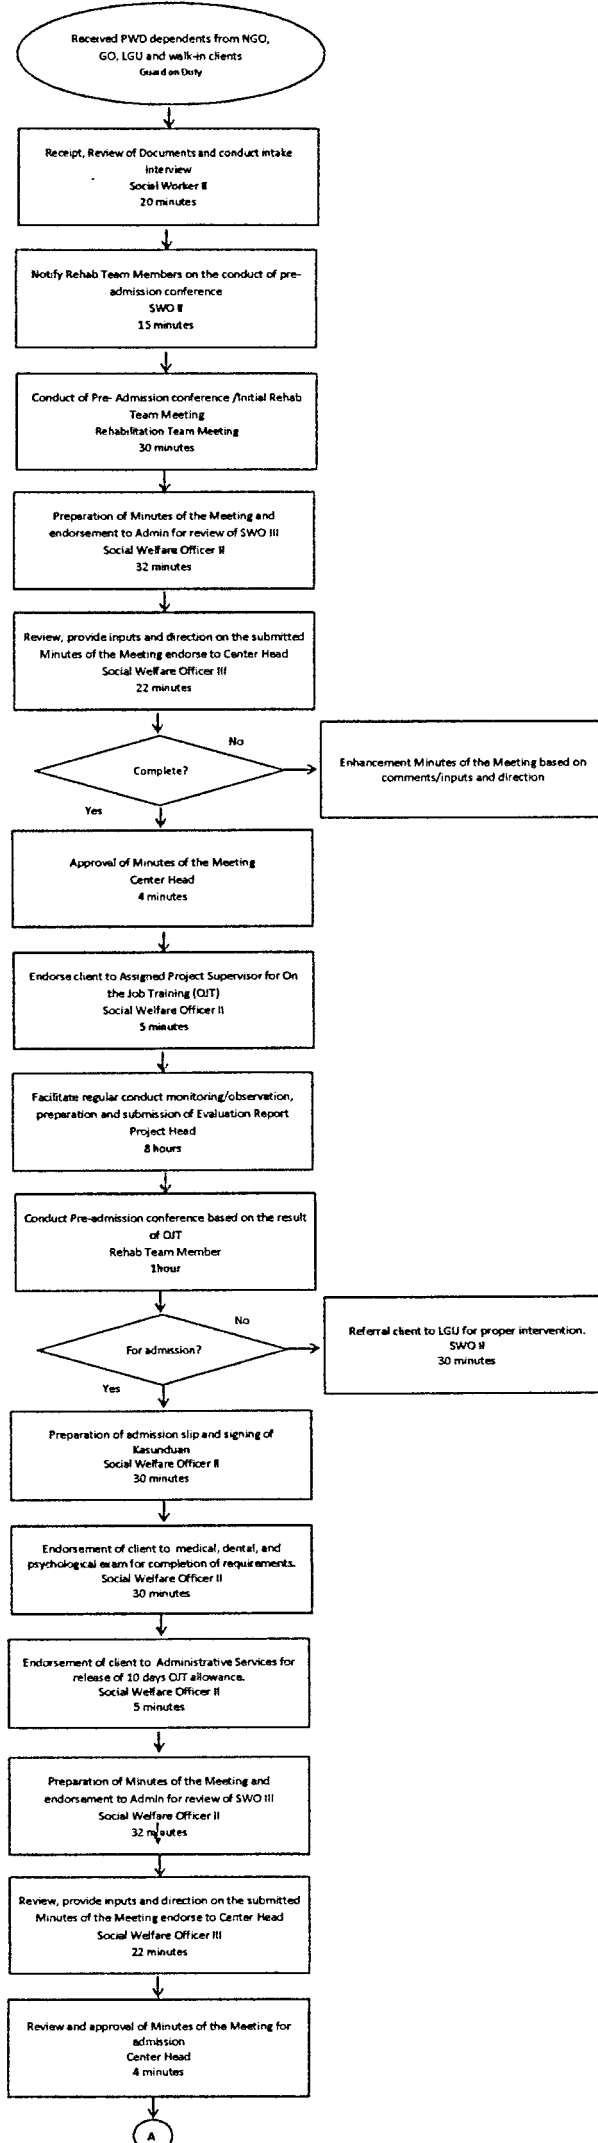 Received PWD dependents from NGO,
GO, LGU and walk-in clients
Guard on Duty
Receipt, Review of Documents and conduct intake
interview
Social Worker II
20 minutes
Notify Rehab Team Members on the conduct of pre-
admission conference
SWO II
15 minutes
Conduct of Pre- Admission conference /Initial Rehab
Team Meeting
Rehabilitation Team Meeting
30 minutes
Preparation of Minutes of the Meeting and
endorsement to Admin for review of SWO III
Social Welfare Officer II
32 minutes
Review, provide inputs and direction on the submitted
Minutes of the Meeting endorse to Center Head
Social Welfare Officer III
22 minutes
No
Complete?
Enhancement Minutes of the Meeting based on
comments/inputs and direction
Yes
Approval of Minutes of the Meeting
Center Head
4 minutes
Endorse client to Assigned Project Supervisor for On
the Job Training (OJT)
Social Welfare Officer II
5 minutes
Facilitate regular conduct monitoring/observation,
preparation and submission of Evaluation Report
Project Head
8 hours
Conduct Pre-admission conference based on the result
of OJT
Rehab Team Member
1hour
No
For admission?
Referral client to LGU for proper intervention.
SWO II
30 minutes
Yes
Preparation of admission slip and signing of
Kasunduan
Social Welfare Officer II
30 minutes
Endorsement of client to medical, dental, and
psychological exam for completion of requirements.
Social Welfare Officer II
30 minutes
Endorsement of client to Administrative Services for
release of 10 days OJT allowance.
Social Welfare Officer II
5 minutes
Preparation of Minutes of the Meeting and
endorsement to Admin for review of SWO III
Social Welfare Officer II
32 minutes
Review, provide inputs and direction on the submitted
Minutes of the Meeting endorse to Center Head
Social Welfare Officer III
22 minutes
Review and approval of Minutes of the Meeting for
admission
Center Head
4 minutes
A